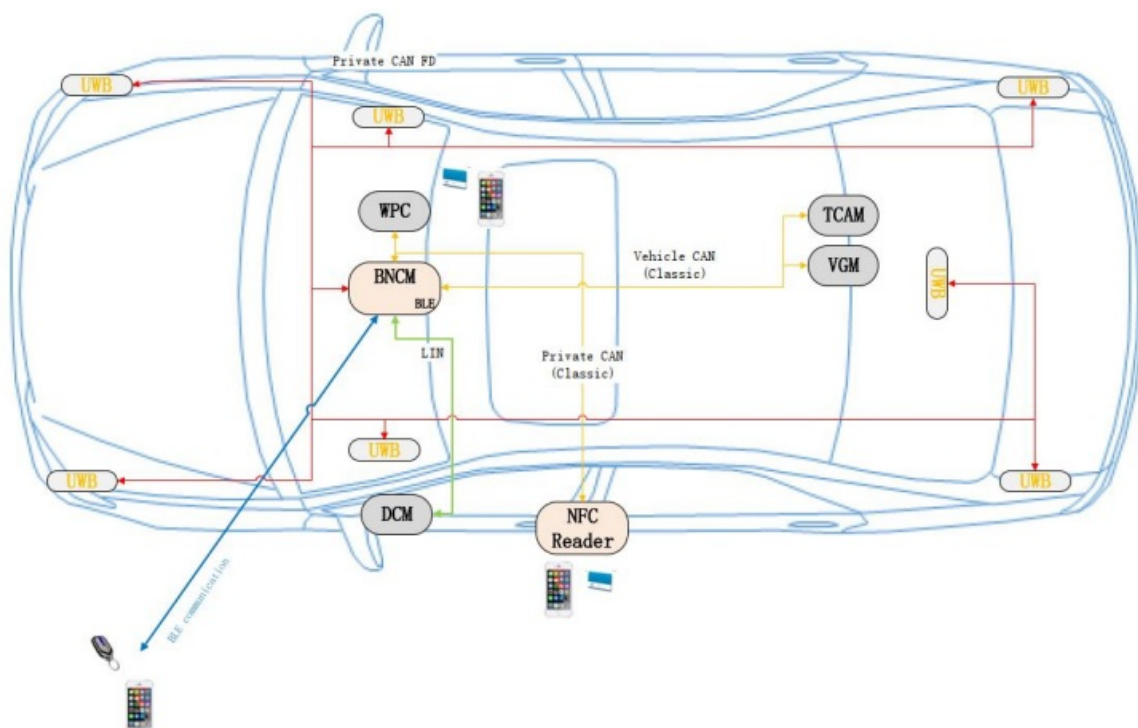 Private CAN FD
UWB
UWB
UWB
WPC
TCAM
Vehicle CAN
(Classic)
VGM
BNCM
BLE
UWB
LIN
Private CAN
(Classic)
UWB
UWB
UWB
DCM
NFC
Reader
BLE communication